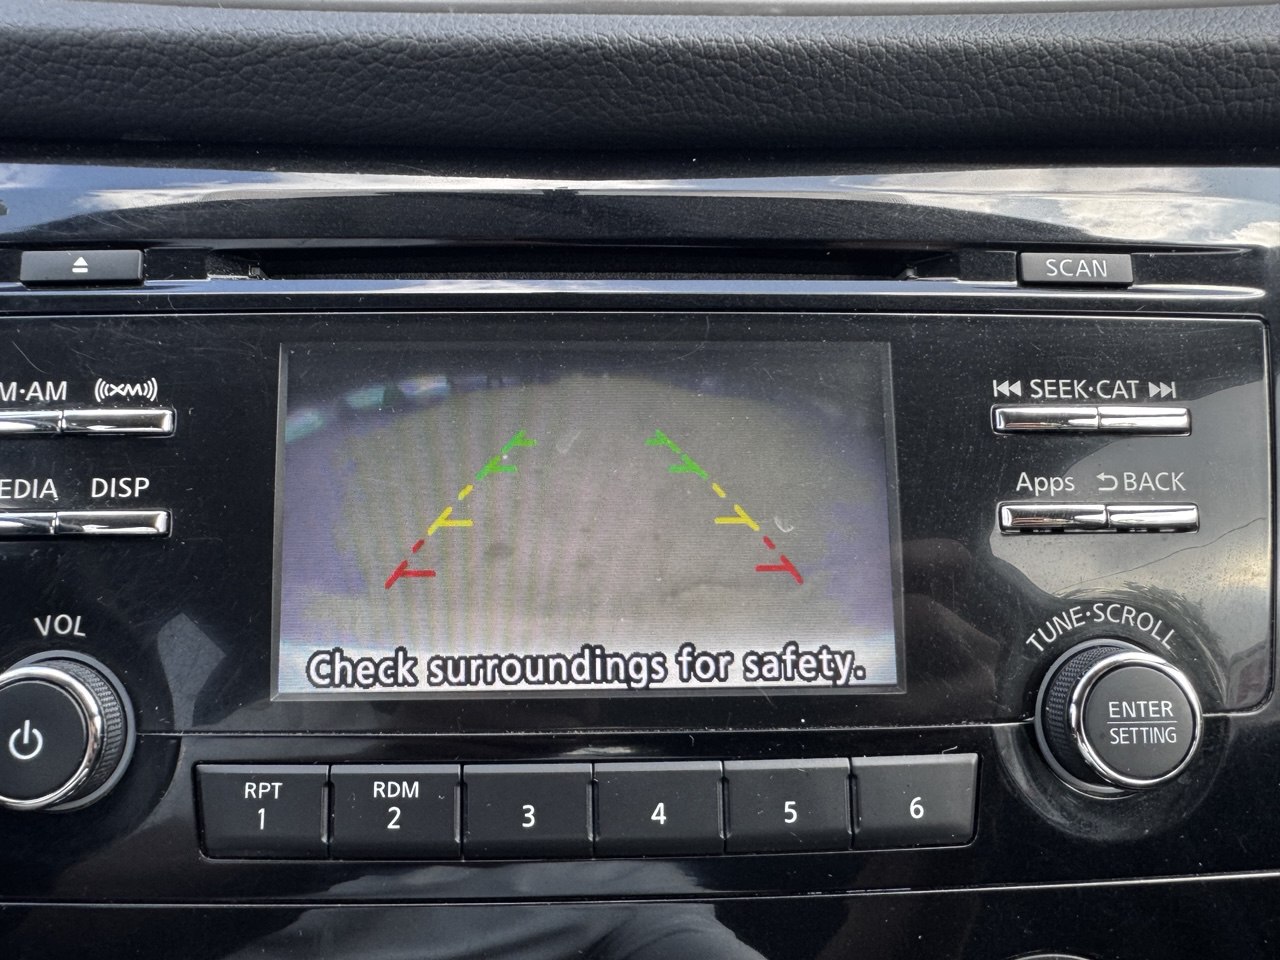 SCAN
M·AM
XM
SEEK·CAT
EDIA
DISP
Apps
BACK
VOL
TUNE·SCROLL
Check surroundings for safety.
ENTER
SETTING
RPT
1
RDM
2
3
4
5
6